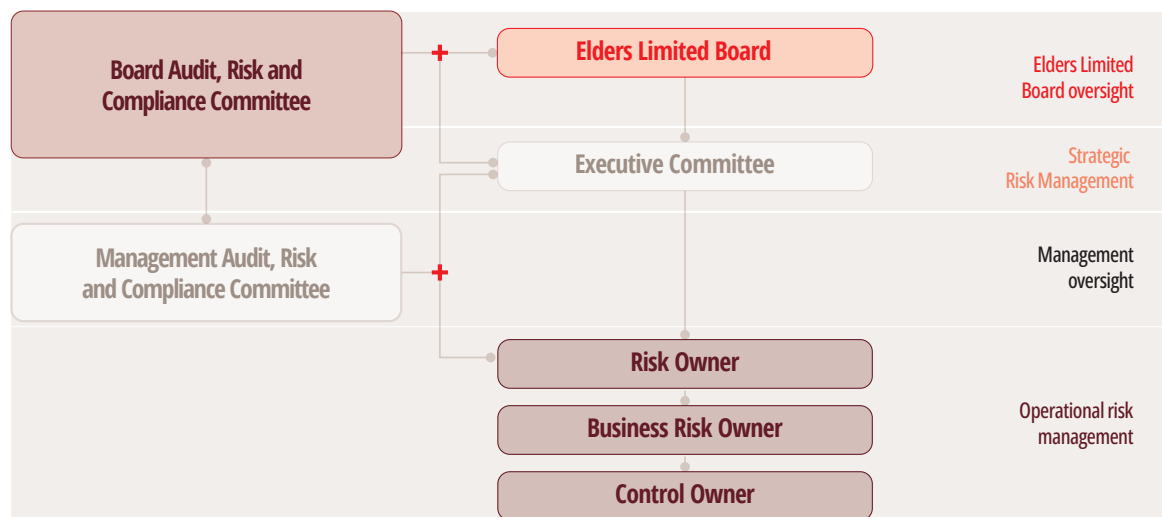 Board Audit, Risk and
Compliance Committee
Elders Limited Board
Elders Limited
Board oversight
Executive Committee
Strategic
Risk Management
Management Audit, Risk
and Compliance Committee
Management
oversight
Risk Owner
Business Risk Owner
Control Owner
Operational risk
management